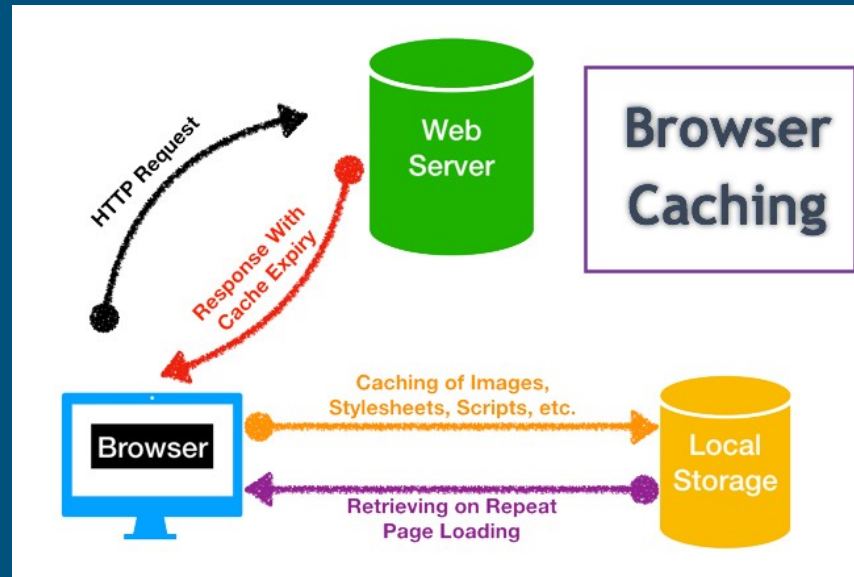 Browser
Caching
Web
Server
HTTP Request
Response With
Cache Expiry
Browser
Caching of Images,
Stylesheets, Scripts, etc.
Local
Storage
Retrieving on Repeat
Page Loading